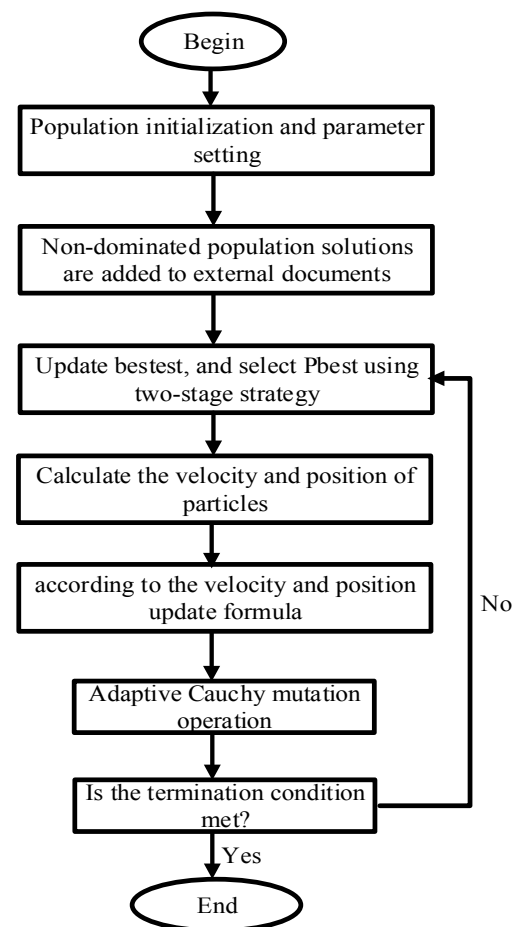 Begin
Population initialization and parameter
setting
Non-dominated population solutions
are added to external documents
Update bestest, and select Pbest using
two-stage strategy
Calculate the velocity and position of
particles
according to the velocity and position
update formula
No
Adaptive Cauchy mutation
operation
Is the termination condition
met?
Yes
End